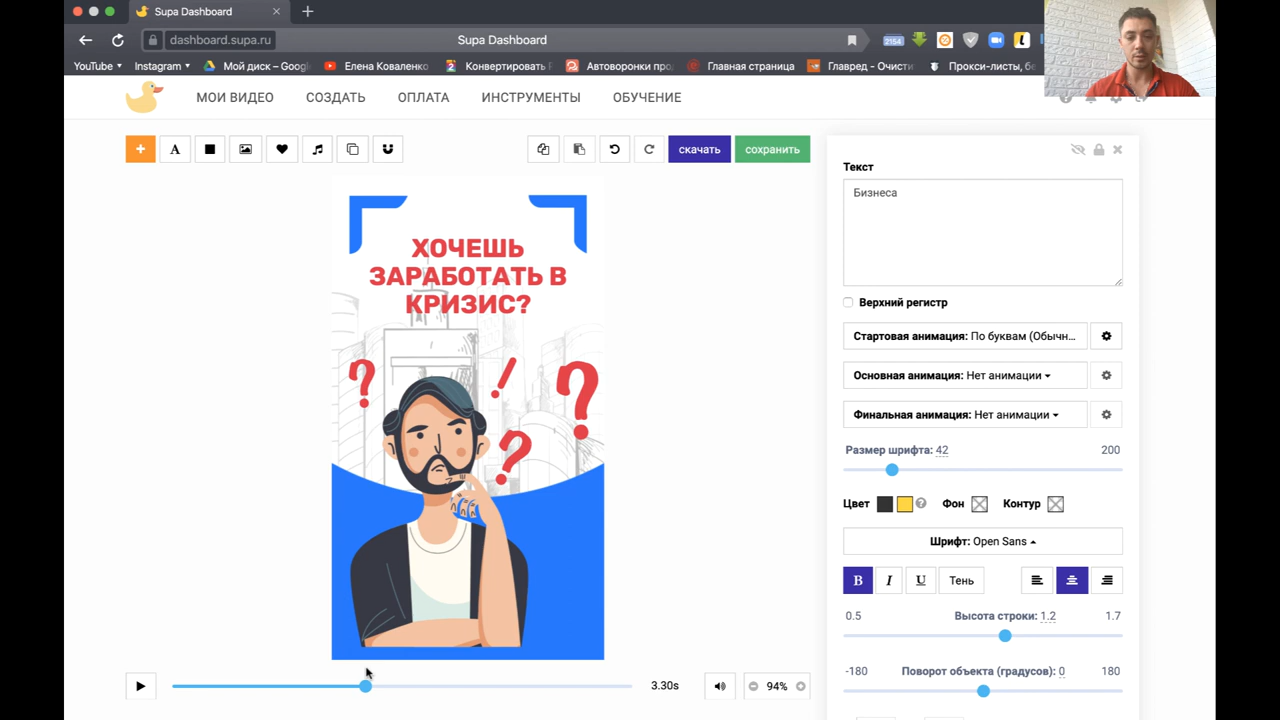 Supa Dashboard
dashboard.supa.ru
Supa Dashboard
2164
YouTube
Instagram
Мой диск – Google
Елена Коваленко
Конвертировать
Автоворонки про
Главная страница
Главред - Очисти
Прокси-листы, бе
МОИ ВИДЕО
СОЗДАТЬ
ОПЛАТА
ИНСТРУМЕНТЫ
ОБУЧЕНИЕ
A
скачать
сохранить
ХОЧЕШЬ
ЗАРАБОТАТЬ В
КРИЗИС?
? ! ? ?
3.30s
94%
Текст
Бизнеса
Верхний регистр
Стартовая анимация: По буквам (Обычн...
Основная анимация: Нет анимации
Финальная анимация: Нет анимации
Размер шрифта: 42
200
Цвет
Фон
Контур
Шрифт: Open Sans
B I U Тень
0.5
Высота строки: 1.2
1.7
-180
Поворот объекта (градусов): 0
180